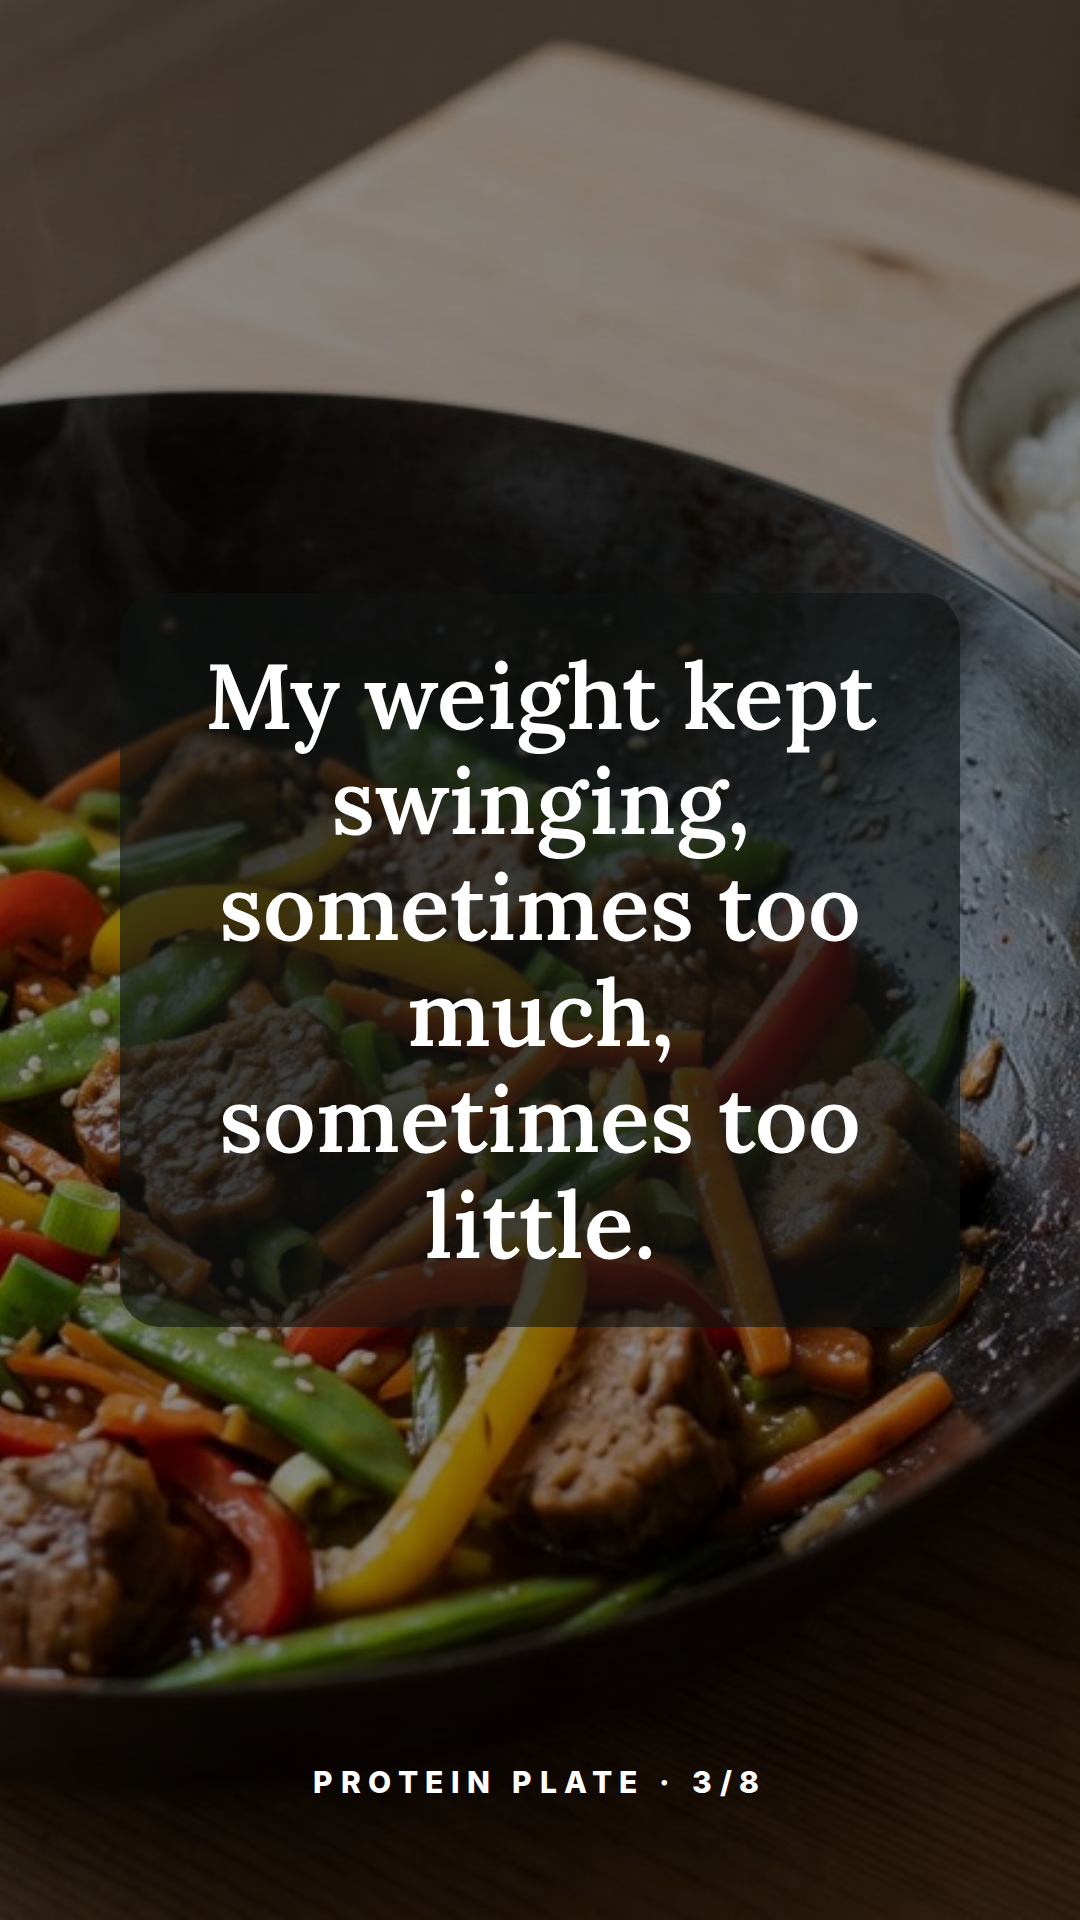 My weight kept
swinging,
sometimes too
much,
sometimes too
little.
PROTEIN PLATE · 3/8